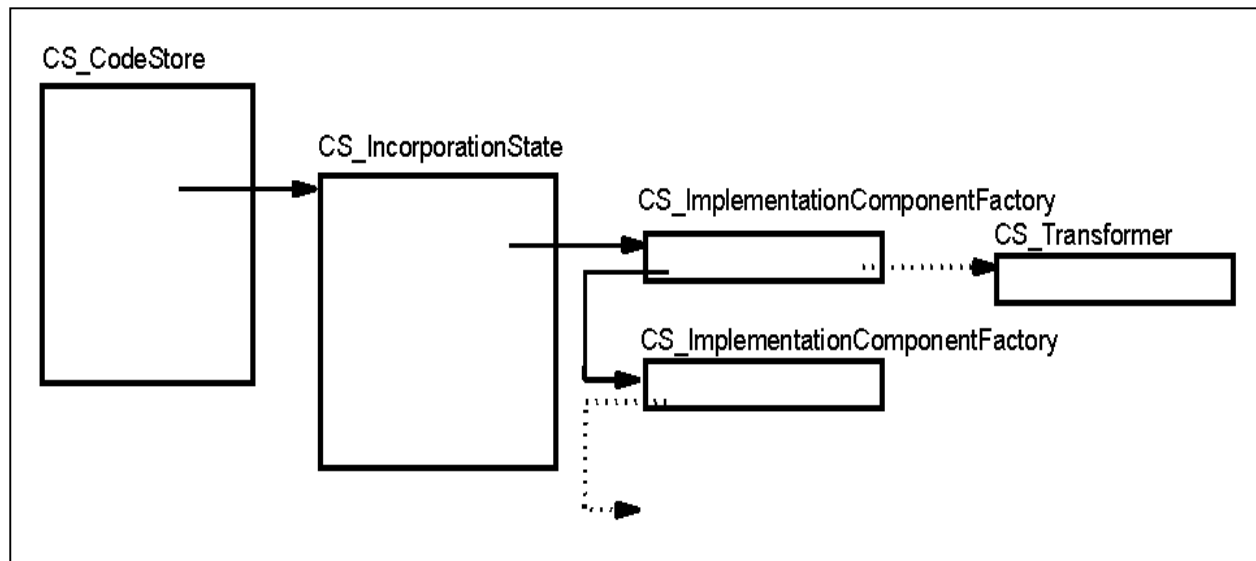 CS_CodeStore
CS_IncorporationState
CS_ImplementationComponentFactory
CS_Transformer
CS_ImplementationComponentFactory